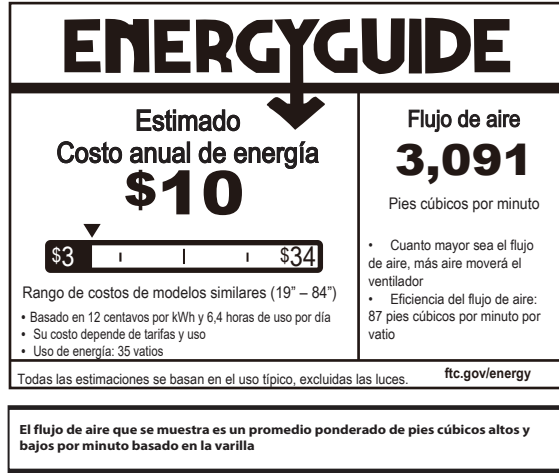 ENERGYGUIDE
Estimado
Costo anual de energía
$10
$3
$34
Rango de costos de modelos similares (19” – 84”)
• Basado en 12 centavos por kWh y 6,4 horas de uso por día
• Su costo depende de tarifas y uso
• Uso de energía: 35 vatios
Flujo de aire
3,091
Pies cúbicos por minuto
• Cuanto mayor sea el flujo
de aire, más aire moverá el
ventilador
• Eficiencia del flujo de aire:
87 pies cúbicos por minuto por
vatio
Todas las estimaciones se basan en el uso típico, excluidas las luces.
ftc.gov/energy
El flujo de aire que se muestra es un promedio ponderado de pies cúbicos altos y
bajos por minuto basado en la varilla